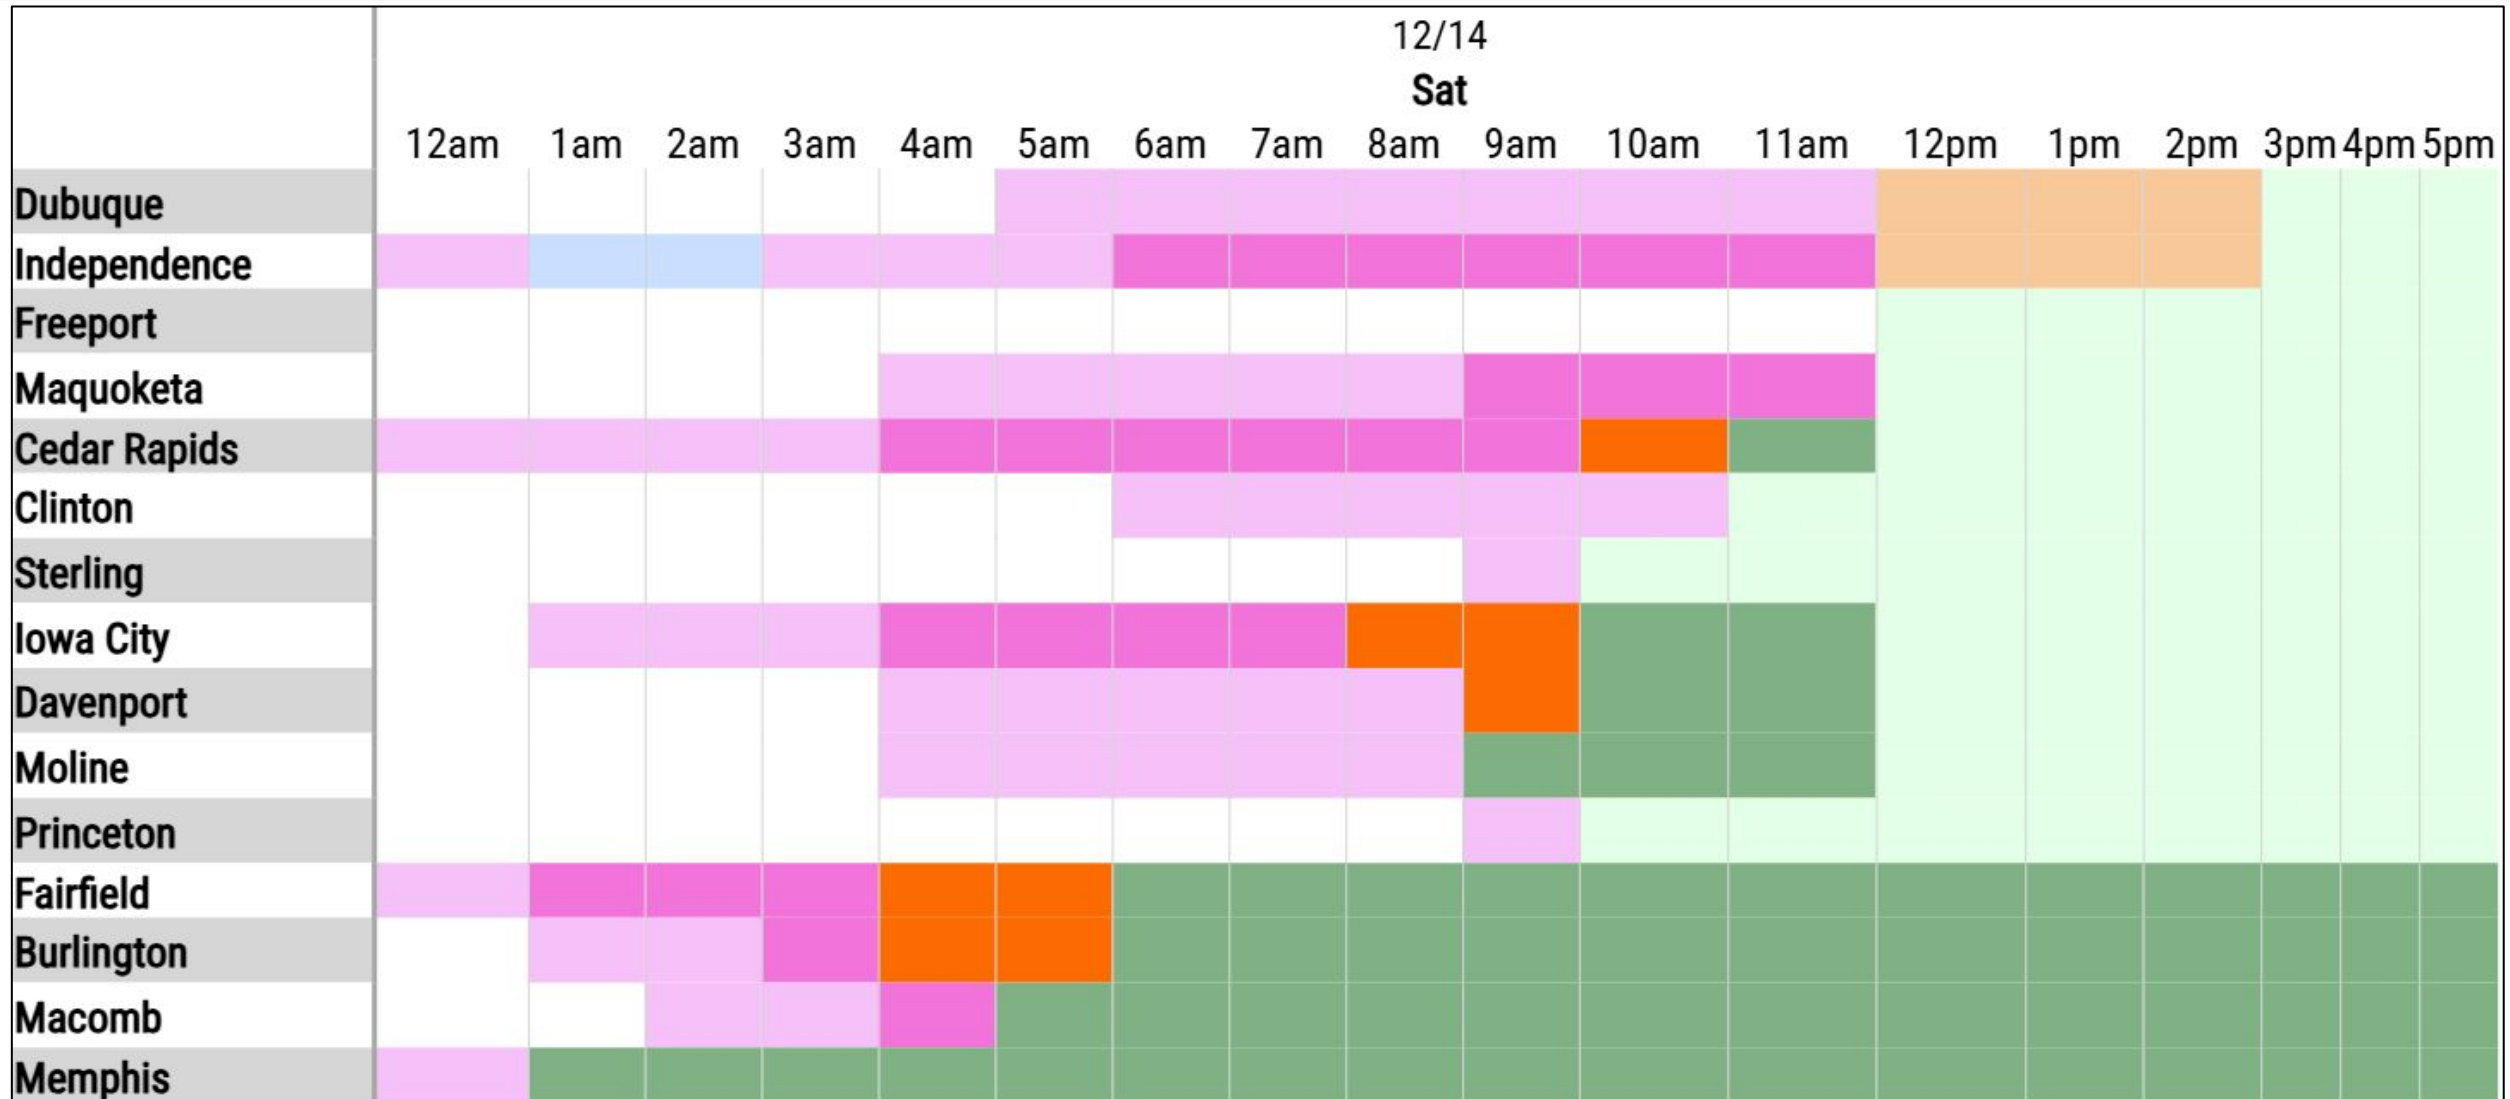 12/14
Sat
12am 1am 2am 3am 4am 5am 6am 7am 8am 9am 10am 11am 12pm 1pm 2pm 3pm 4pm 5pm
Dubuque
Independence
Freeport
Maquoketa
Cedar Rapids
Clinton
Sterling
Iowa City
Davenport
Moline
Princeton
Fairfield
Burlington
Macomb
Memphis